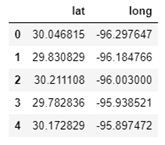 lat long
0 30.046815 -96.297647
1 29.830829 -96.184766
2 30.211108 -96.003000
3 29.782836 -95.938521
4 30.172829 -95.897472